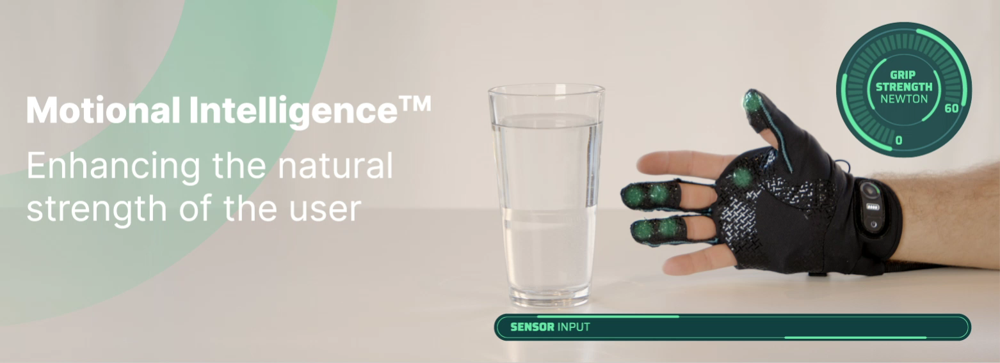 Motional Intelligence™
Enhancing the natural
strength of the user
GRIP
STRENGTH
NEWTON
60
0
SENSOR INPUT